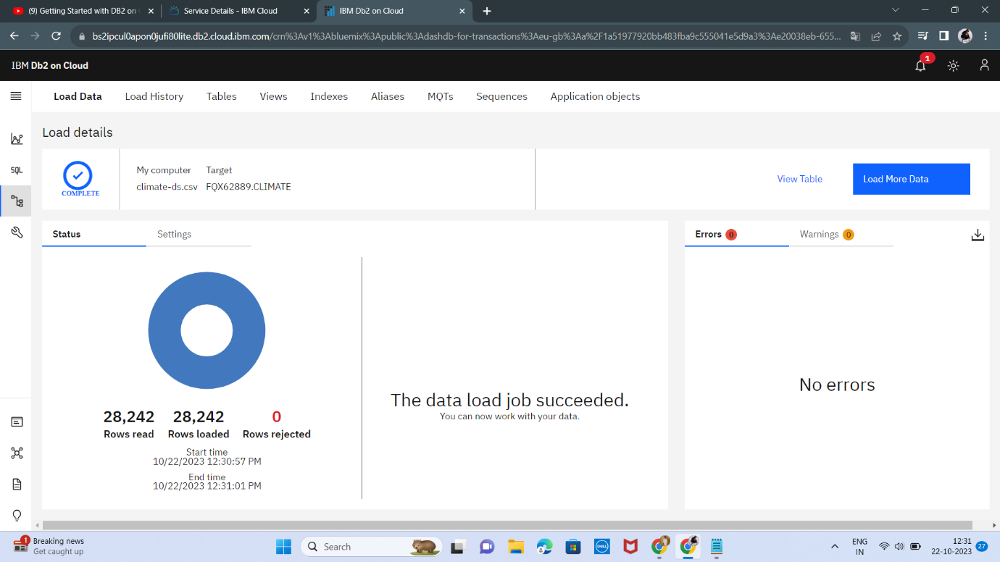 (9) Getting Started with DB2 on
Service Details - IBM Cloud
IBM Db2 on Cloud
bs2ipcul0apon0jufi80lite.db2.cloud.ibm.com/crn%3Av1%3Abluemix%3Apublic%3Adashdb-for-transactions%3Aeu-gb%3Aa%2F1a51977920bb483fba9c555041e5d9a3%3Ae20038eb-655...
IBM Db2 on Cloud
1
Load Data Load History Tables Views Indexes Aliases MQTs Sequences Application objects
Load details
COMPLETE
My computer Target
climate-ds.csv FQX62889.CLIMATE
View Table
Load More Data
SQL
Status Settings
Errors 0 Warnings 0
28,242 28,242 0
Rows read Rows loaded Rows rejected
Start time
10/22/2023 12:30:57 PM
End time
10/22/2023 12:31:01 PM
The data load job succeeded.
You can now work with your data.
No errors
1
Breaking news
Get caught up
Search
DELL
ENG
IN
12:31
22-10-2023
27